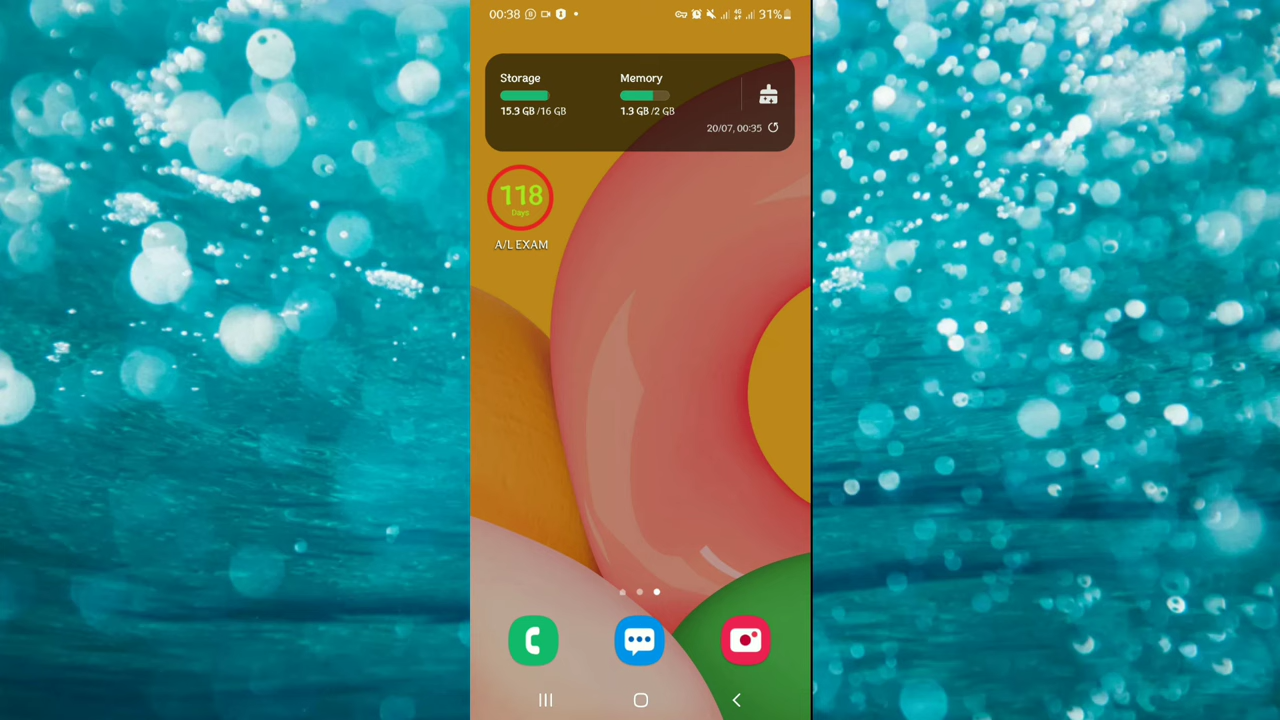 00:38 31%
Storage Memory
15.3 GB /16 GB 1.3 GB /2 GB
20/07, 00:35
118
Days
A/L EXAM